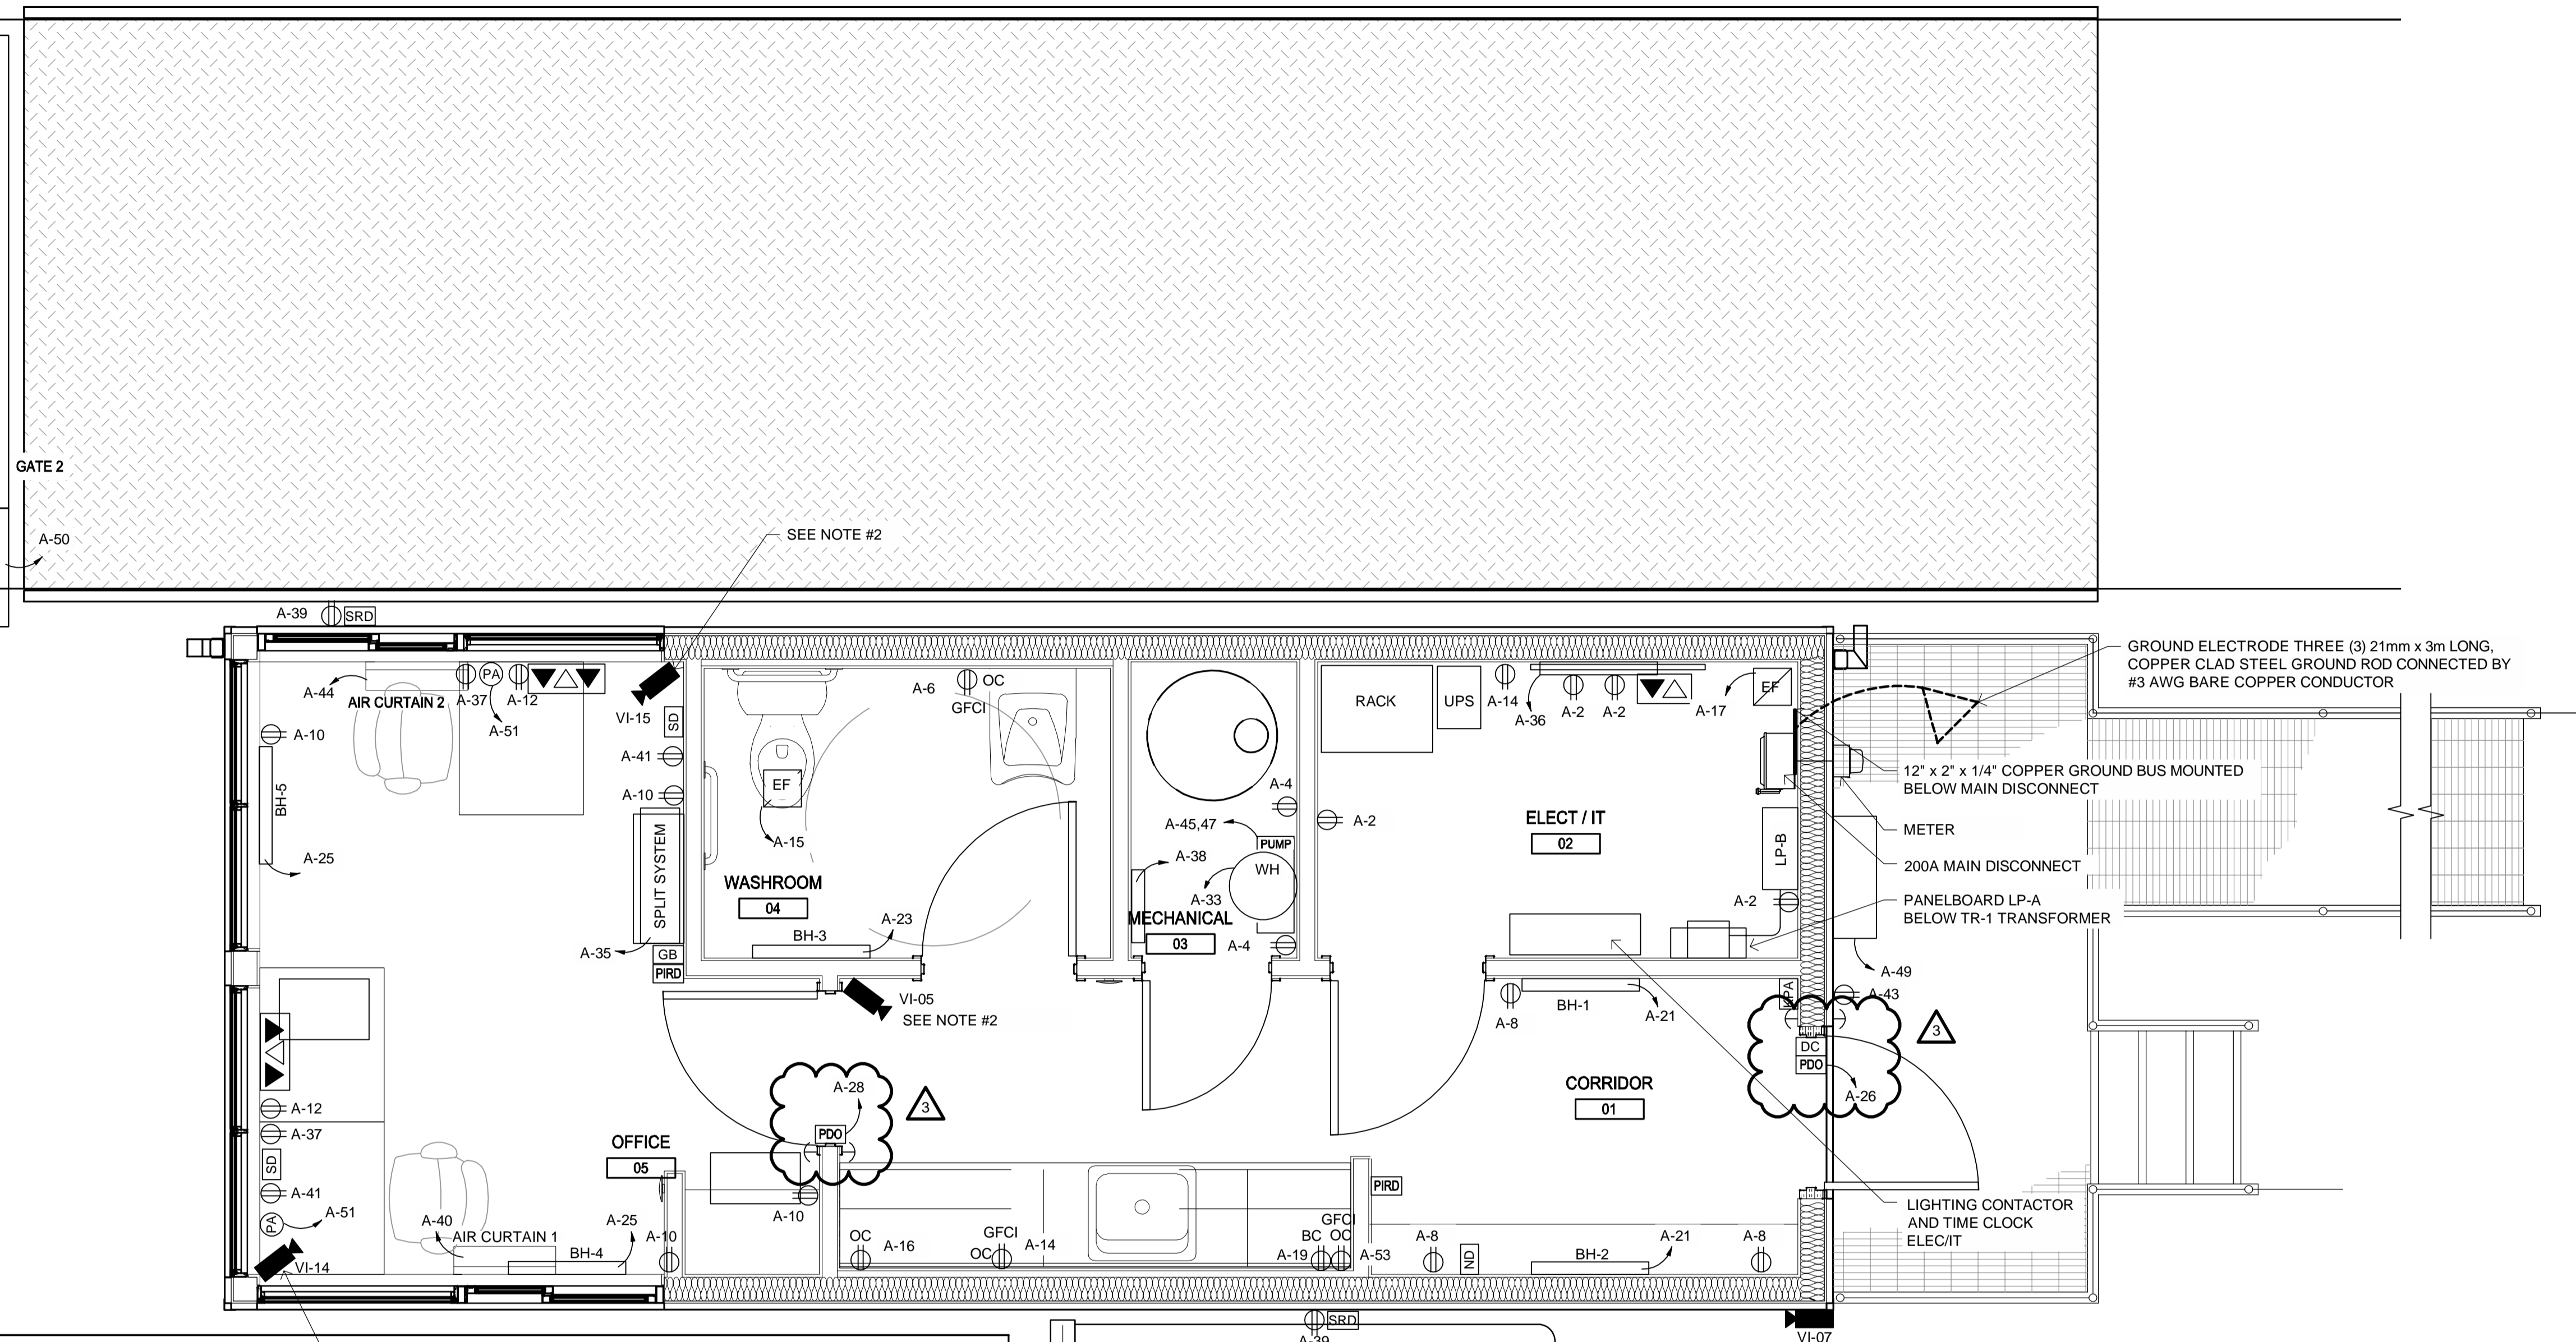 GATE 2
A-50
SEE NOTE #2
A-39
SRD
GROUND ELECTRODE THREE (3) 21mm x 3m LONG,
COPPER CLAD STEEL GROUND ROD CONNECTED BY
#3 AWG BARE COPPER CONDUCTOR
A-44
AIR CURTAIN 2
A-37
PA
A-12
A-51
VI-15
SD
A-41
A-10
A-10
BH-5
A-25
SPLIT SYSTEM
A-35
GB
PIRD
A-6
OC
GFCI
EF
A-15
WASHROOM
04
BH-3
A-23
A-4
A-45,47
PUMP
WH
A-38
A-33
MECHANICAL
03
A-4
RACK
UPS
A-14
A-36
A-2
A-2
A-17
EF
A-2
ELECT / IT
02
LP-B
A-2
12" x 2" x 1/4" COPPER GROUND BUS MOUNTED
BELOW MAIN DISCONNECT
METER
200A MAIN DISCONNECT
PANELBOARD LP-A
BELOW TR-1 TRANSFORMER
A-49
A-43
VI-05
SEE NOTE #2
A-8
BH-1
A-21
KPA
3
DC
PDO
A-26
A-28
3
PDO
CORRIDOR
01
A-12
A-37
SD
A-41
PA
A-51
VI-14
OFFICE
05
A-40
AIR CURTAIN 1
BH-4
A-25
A-10
A-10
OC
A-16
GFCI
OC
A-14
PIRD
GFCI
BC
OC
A-19
A-53
A-8
ND
BH-2
A-21
A-8
LIGHTING CONTACTOR
AND TIME CLOCK
ELEC/IT
SRD
A-39
VI-07